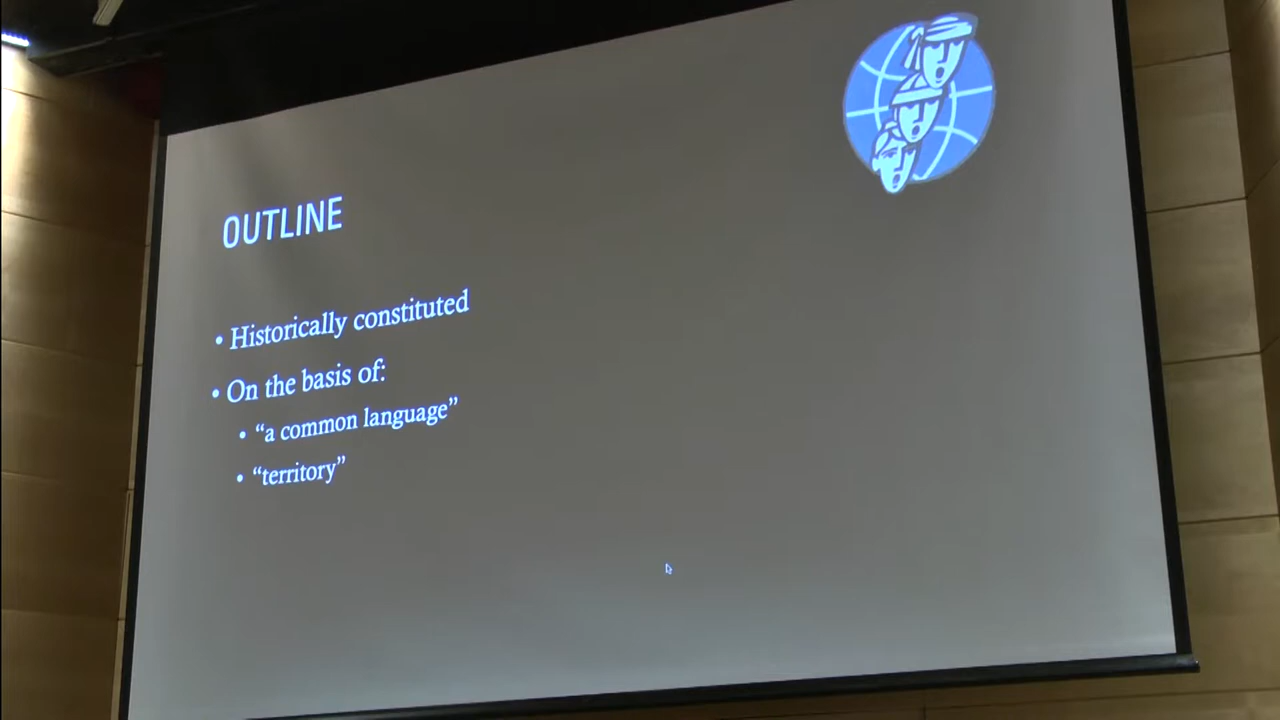 OUTLINE
• Historically constituted
• On the basis of:
• “a common language”
• “territory”